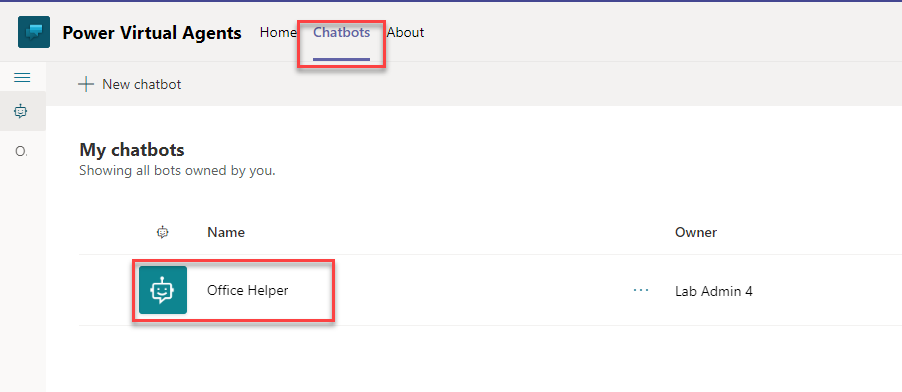 Power Virtual Agents Home Chatbots About
New chatbot
O.
My chatbots
Showing all bots owned by you.
Name Owner
Office Helper ... Lab Admin 4